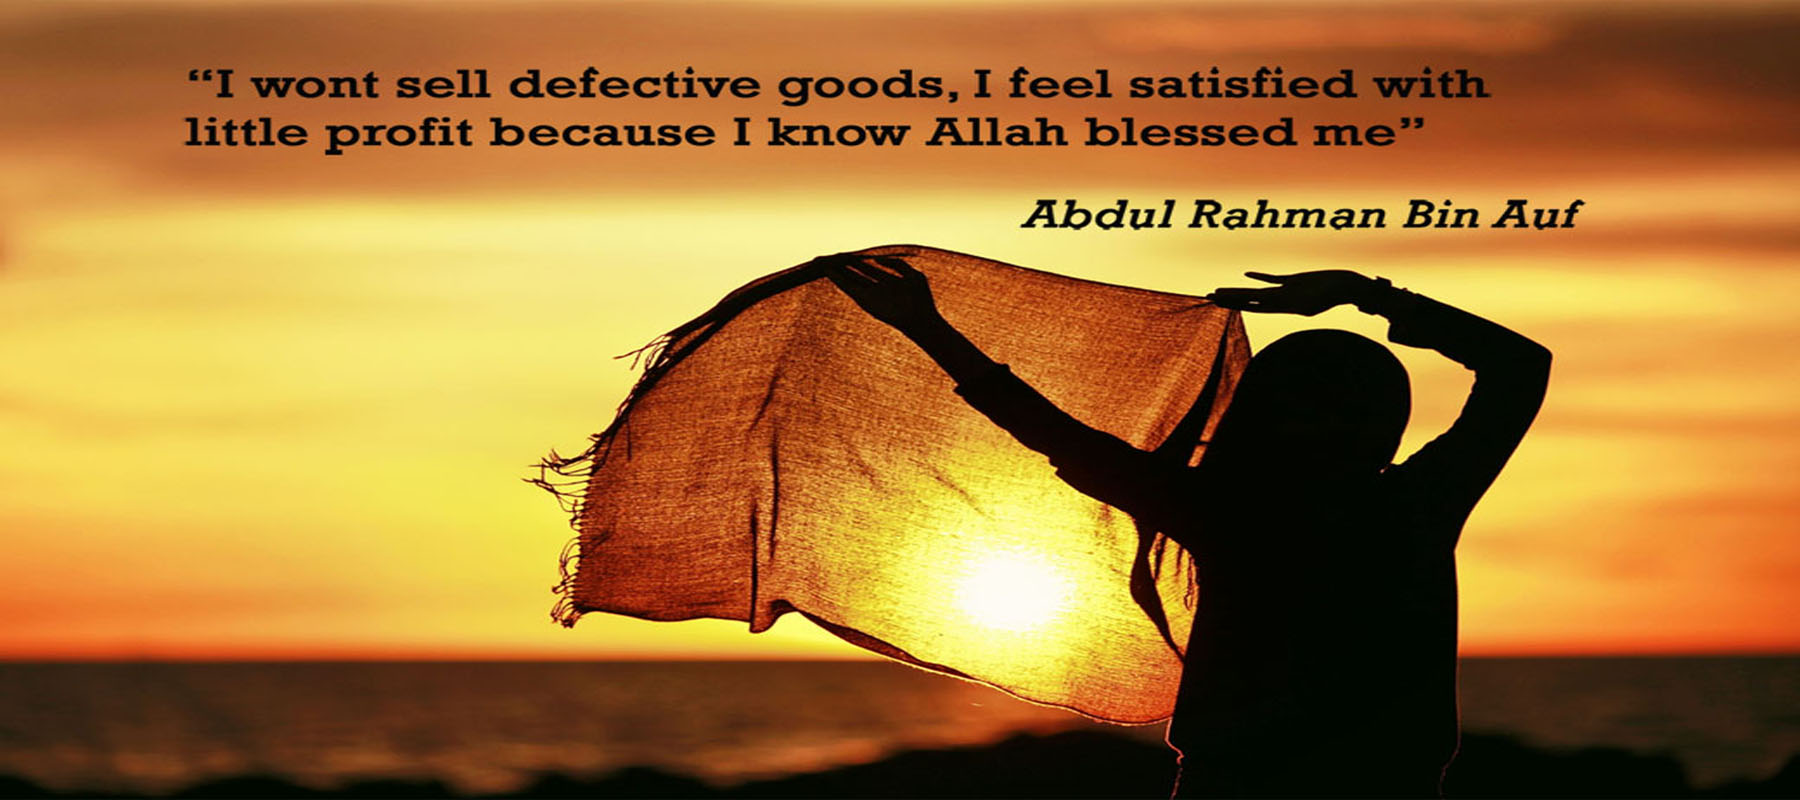 “I wont sell defective goods, I feel satisfied with
little profit because I know Allah blessed me”
Abdul Rahman Bin Auf